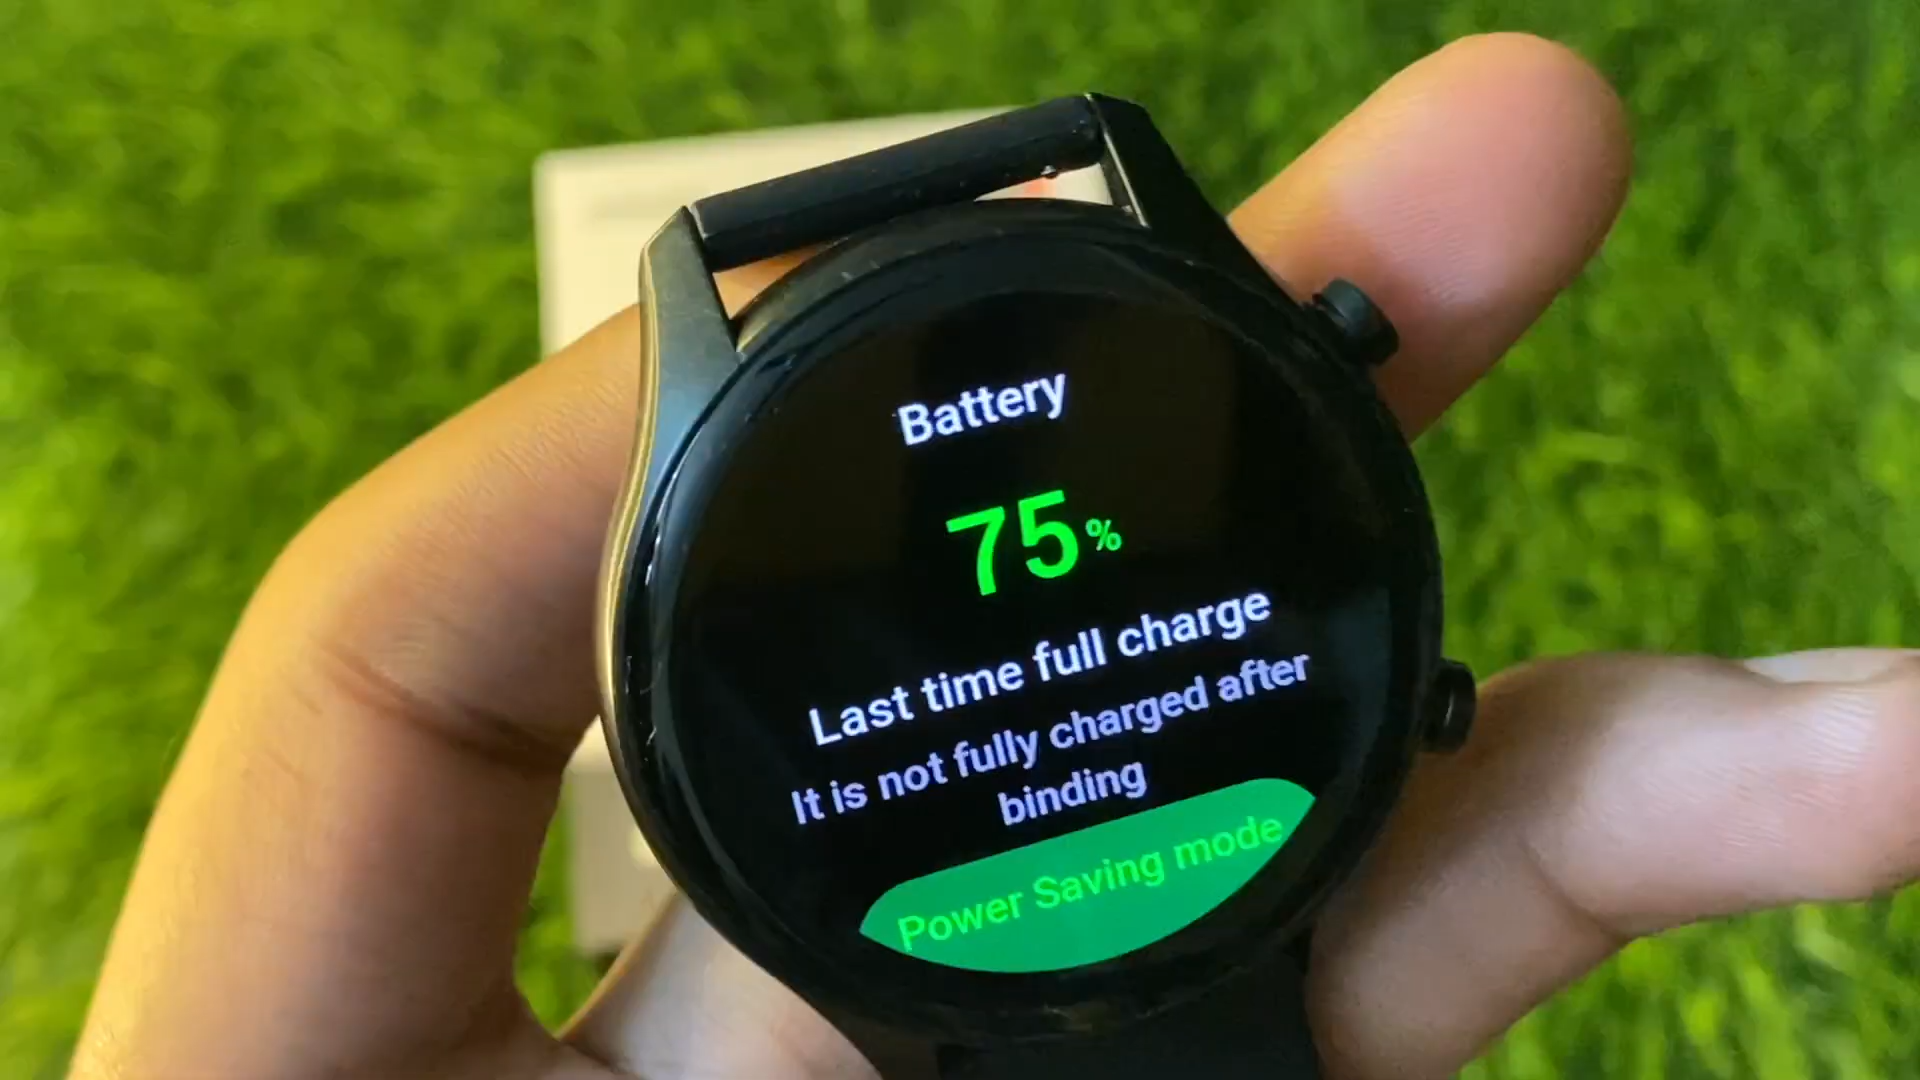 Battery
75%
Last time full charge
It is not fully charged after
binding
Power Saving mode